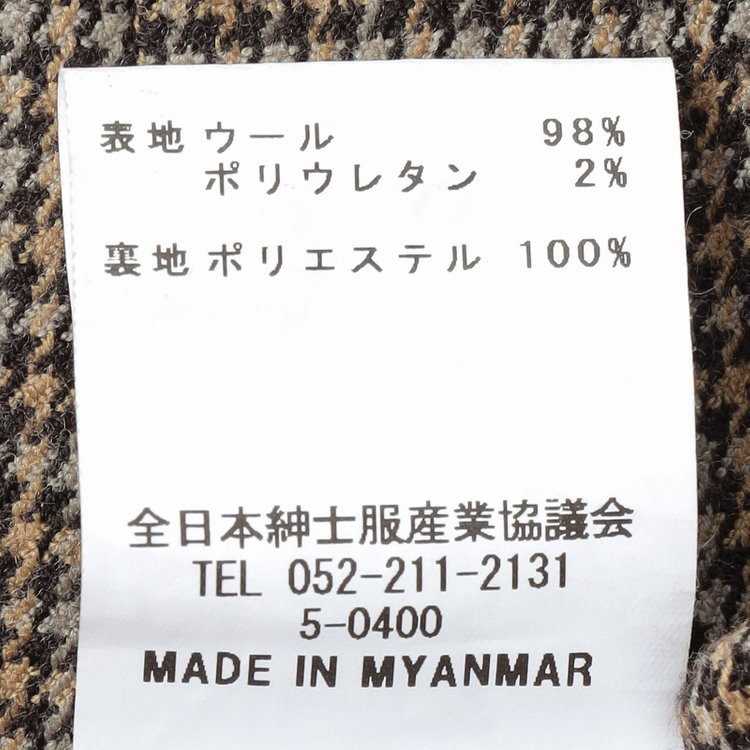 表地 ウール 98%
ポリウレタン 2%
裏地 ポリエステル 100%
全日本紳士服産業協議会
TEL 052-211-2131
5-0400
MADE IN MYANMAR